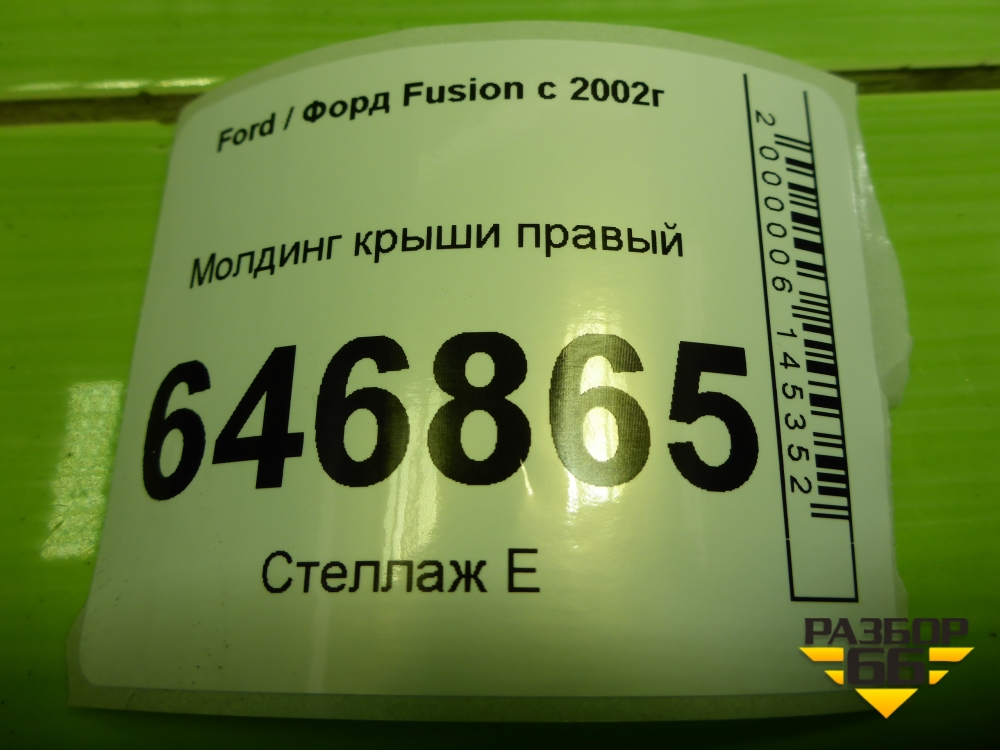 Ford / Форд Fusion с 2002г
Молдинг крыши правый
646865
Стеллаж Е
2000006145352
РАЗБОР
66